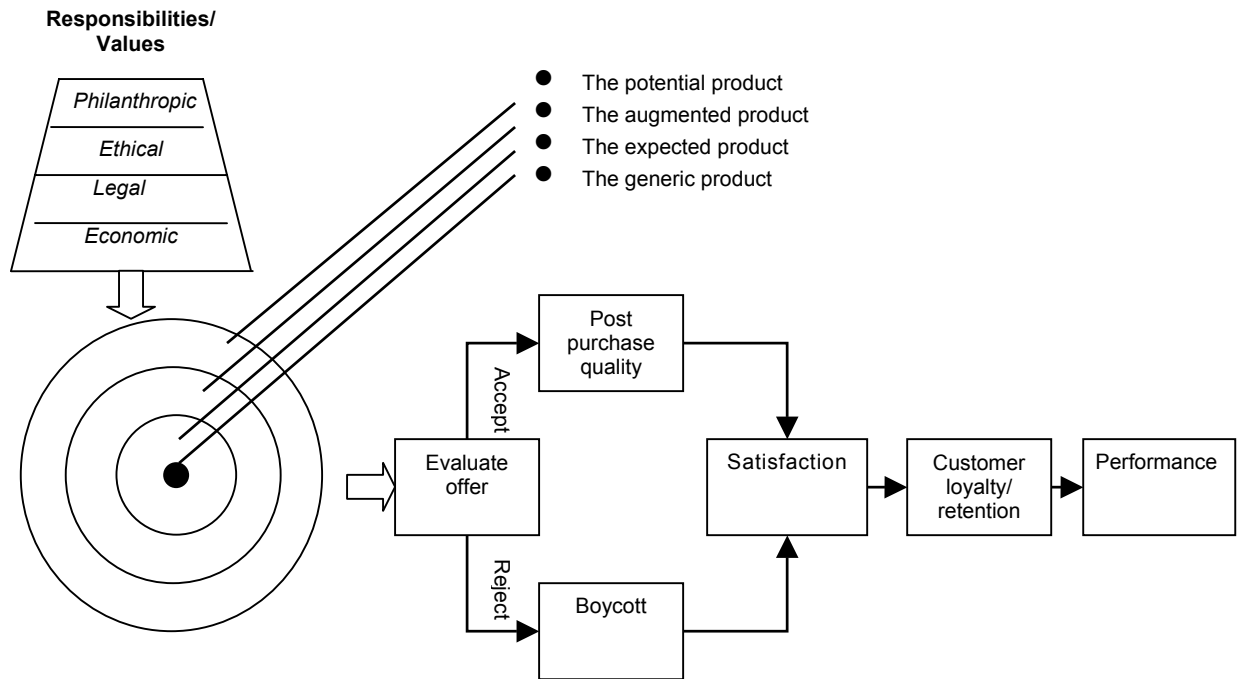 Responsibilities/
Values
Philanthropic
Ethical
Legal
Economic
The potential product
The augmented product
The expected product
The generic product
Post
purchase
quality
Accept
Evaluate
offer
Satisfaction
Customer
loyalty/
retention
Performance
Reject
Boycott